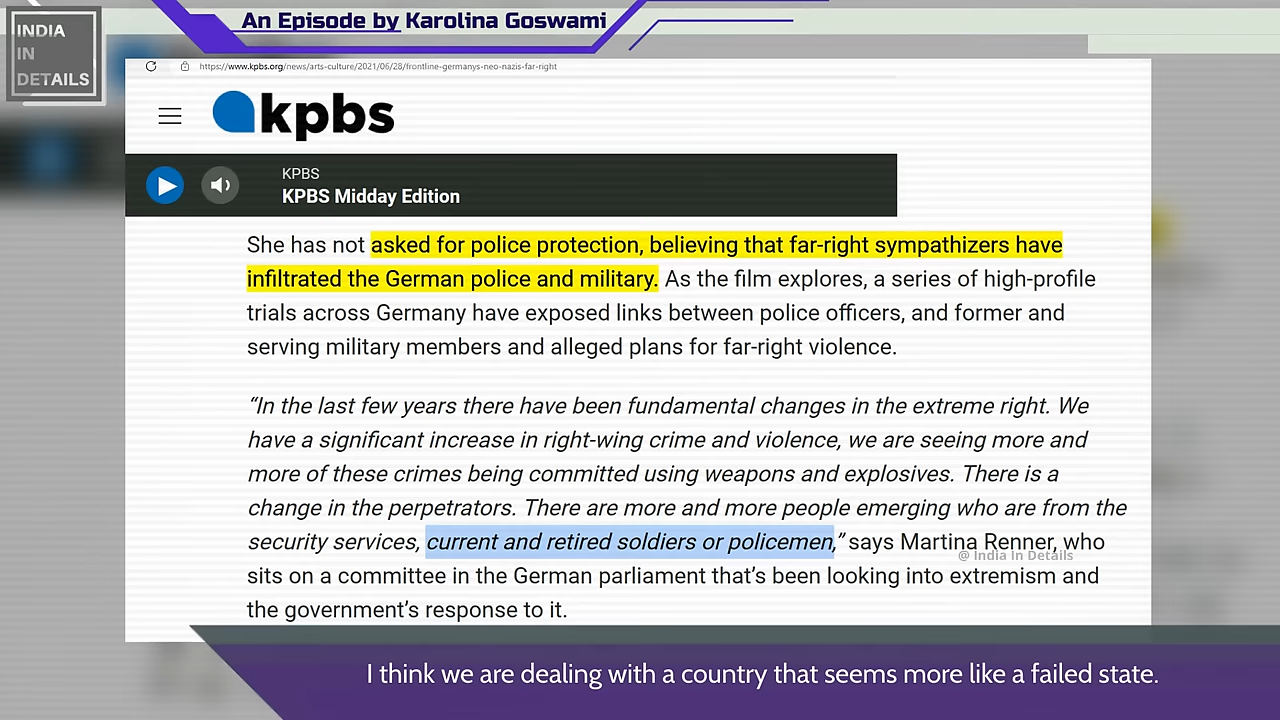 An Episode by Karolina Goswami
INDIA
IN
DETAILS
https://www.kpbs.org/news/arts-culture/2021/06/28/frontline-germanys-neo-nazis-far-right
kpbs
KPBS
KPBS Midday Edition
She has not asked for police protection, believing that far-right sympathizers have
infiltrated the German police and military. As the film explores, a series of high-profile
trials across Germany have exposed links between police officers, and former and
serving military members and alleged plans for far-right violence.
“In the last few years there have been fundamental changes in the extreme right. We
have a significant increase in right-wing crime and violence, we are seeing more and
more of these crimes being committed using weapons and explosives. There is a
change in the perpetrators. There are more and more people emerging who are from the
security services, current and retired soldiers or policemen,” says Martina Renner, who
@ India In Details
sits on a committee in the German parliament that’s been looking into extremism and
the government’s response to it.
I think we are dealing with a country that seems more like a failed state.